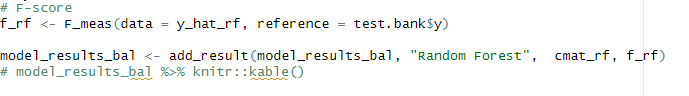 # F-score
f_rf <- F_meas(data = y_hat_rf, reference = test.bank$y)
model_results_bal <- add_result(model_results_bal, "Random Forest",  cmat_rf, f_rf)
# model_results_bal %>% knitr::kable()